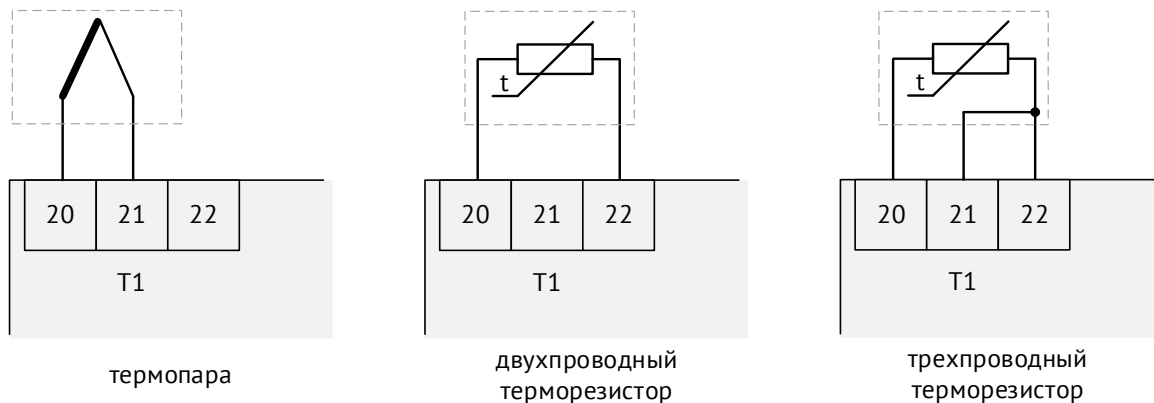 t
t
20 21 22
20 21 22
20 21 22
T1
T1
T1
термопара
двухпроводный
терморезистор
трехпроводный
терморезистор